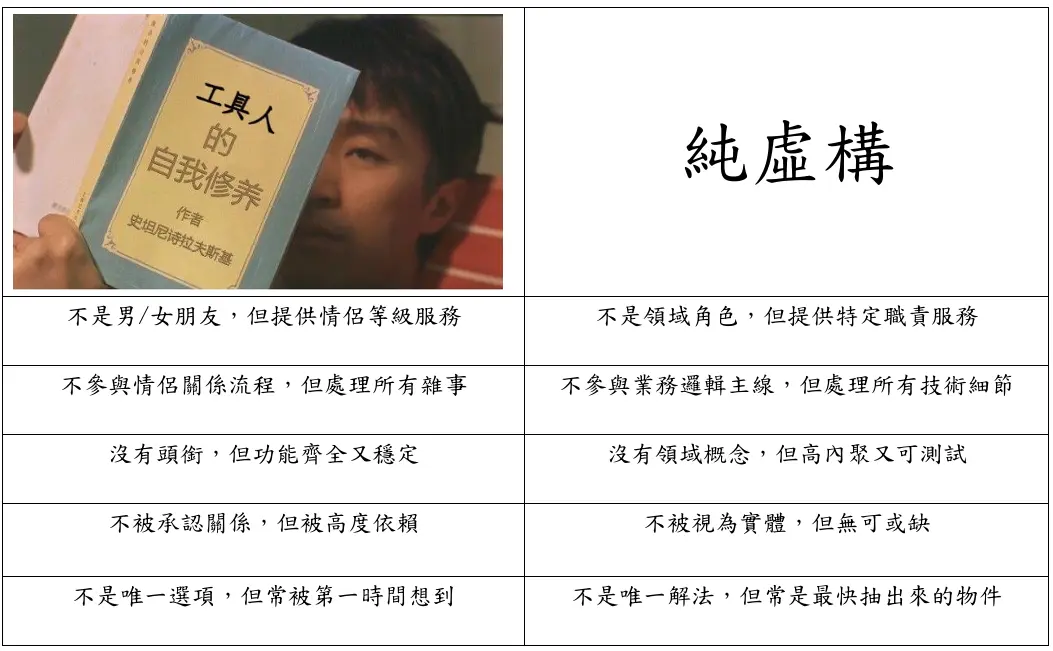 工具人
的
自我修养
作者
史坦尼诗拉夫斯基
純虛構
不是男/女朋友,但提供情侶等級服務
不是領域角色,但提供特定職責服務
不參與情侶關係流程,但處理所有雜事
不參與業務邏輯主線,但處理所有技術細節
沒有頭銜,但功能齊全又穩定
沒有領域概念,但高內聚又可測試
不被承認關係,但被高度依賴
不被視為實體,但無可或缺
不是唯一選項,但常被第一時間想到
不是唯一解法,但常是最快抽出來的物件